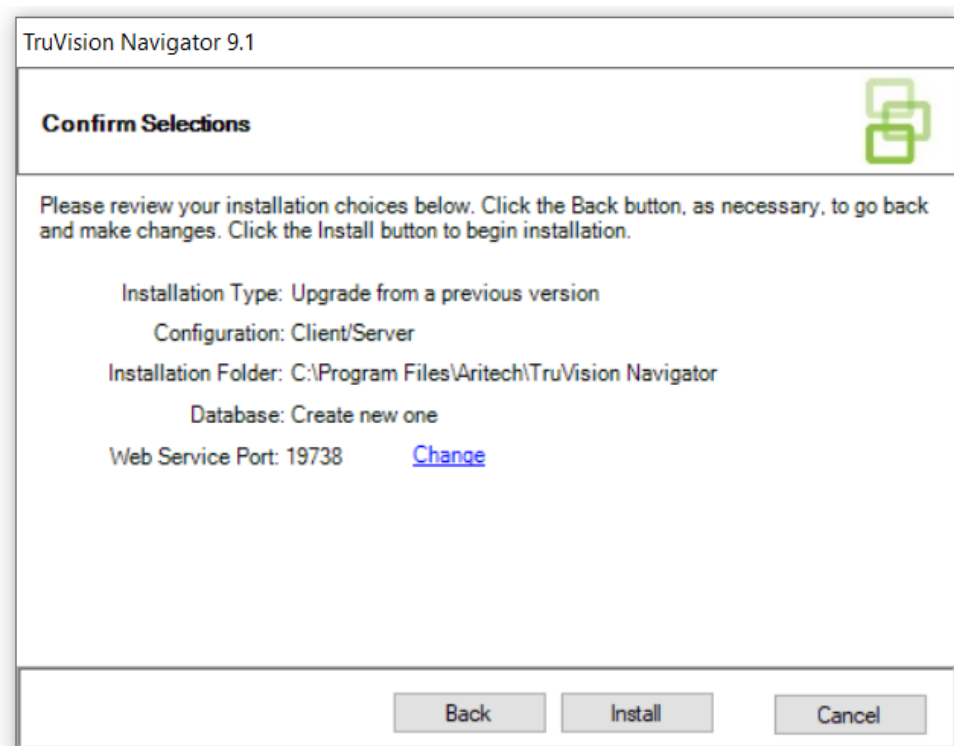 TruVision Navigator 9.1
Confirm Selections
Please review your installation choices below. Click the Back button, as necessary, to go back
and make changes. Click the Install button to begin installation.
Installation Type: Upgrade from a previous version
Configuration: Client/Server
Installation Folder: C:\Program Files\Aritech\TruVision Navigator
Database: Create new one
Web Service Port: 19738 Change
Back Install Cancel